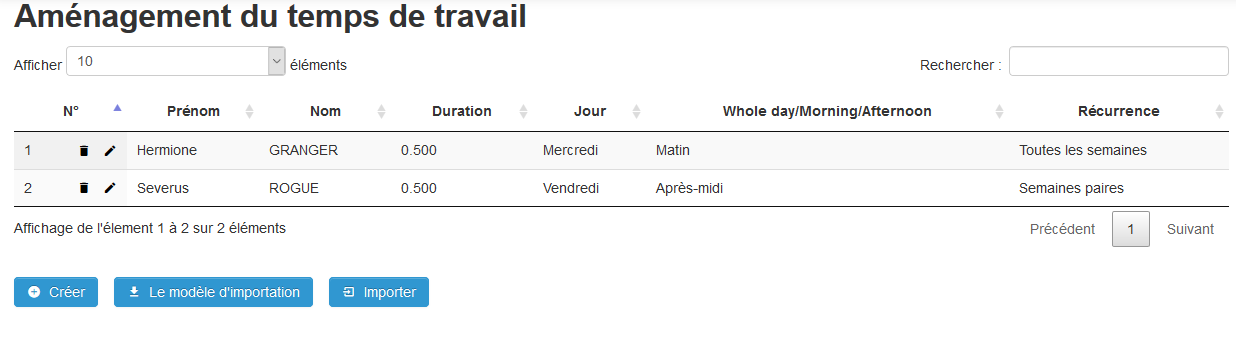 Aménagement du temps de travail
Afficher 10 éléments Rechercher :
N° Prénom Nom Duration Jour Whole day/Morning/Afternoon Récurrence
1 Hermione GRANGER 0.500 Mercredi Matin Toutes les semaines
2 Severus ROGUE 0.500 Vendredi Après-midi Semaines paires
Affichage de l'élement 1 à 2 sur 2 éléments Précédent 1 Suivant
Créer Le modèle d'importation Importer